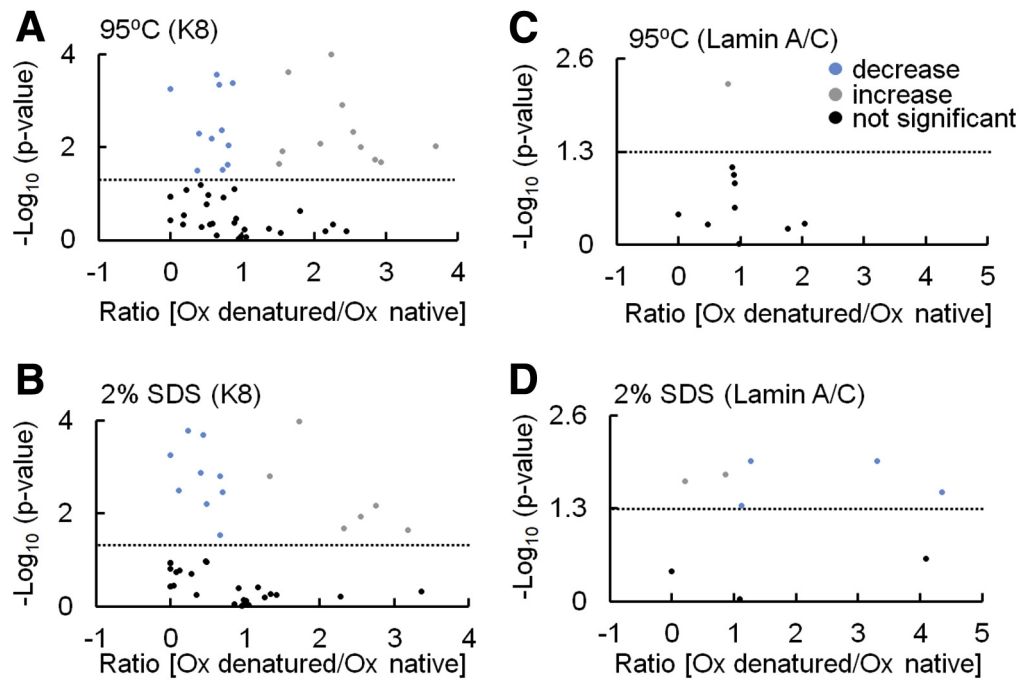 A
95ºC (K8)
-Log10 (p-value)
4
2
0
-1 0 1 2 3 4
Ratio [Ox denatured/Ox native]
C
95ºC (Lamin A/C)
decrease
increase
not significant
-Log10 (p-value)
2.6
1.3
0
-1 0 1 2 3 4 5
Ratio [Ox denatured/Ox native]
B
2% SDS (K8)
-Log10 (p-value)
4
2
0
-1 0 1 2 3 4
Ratio [Ox denatured/Ox native]
D
2% SDS (Lamin A/C)
-Log10 (p-value)
2.6
1.3
0
-1 0 1 2 3 4 5
Ratio [Ox denatured/Ox native]